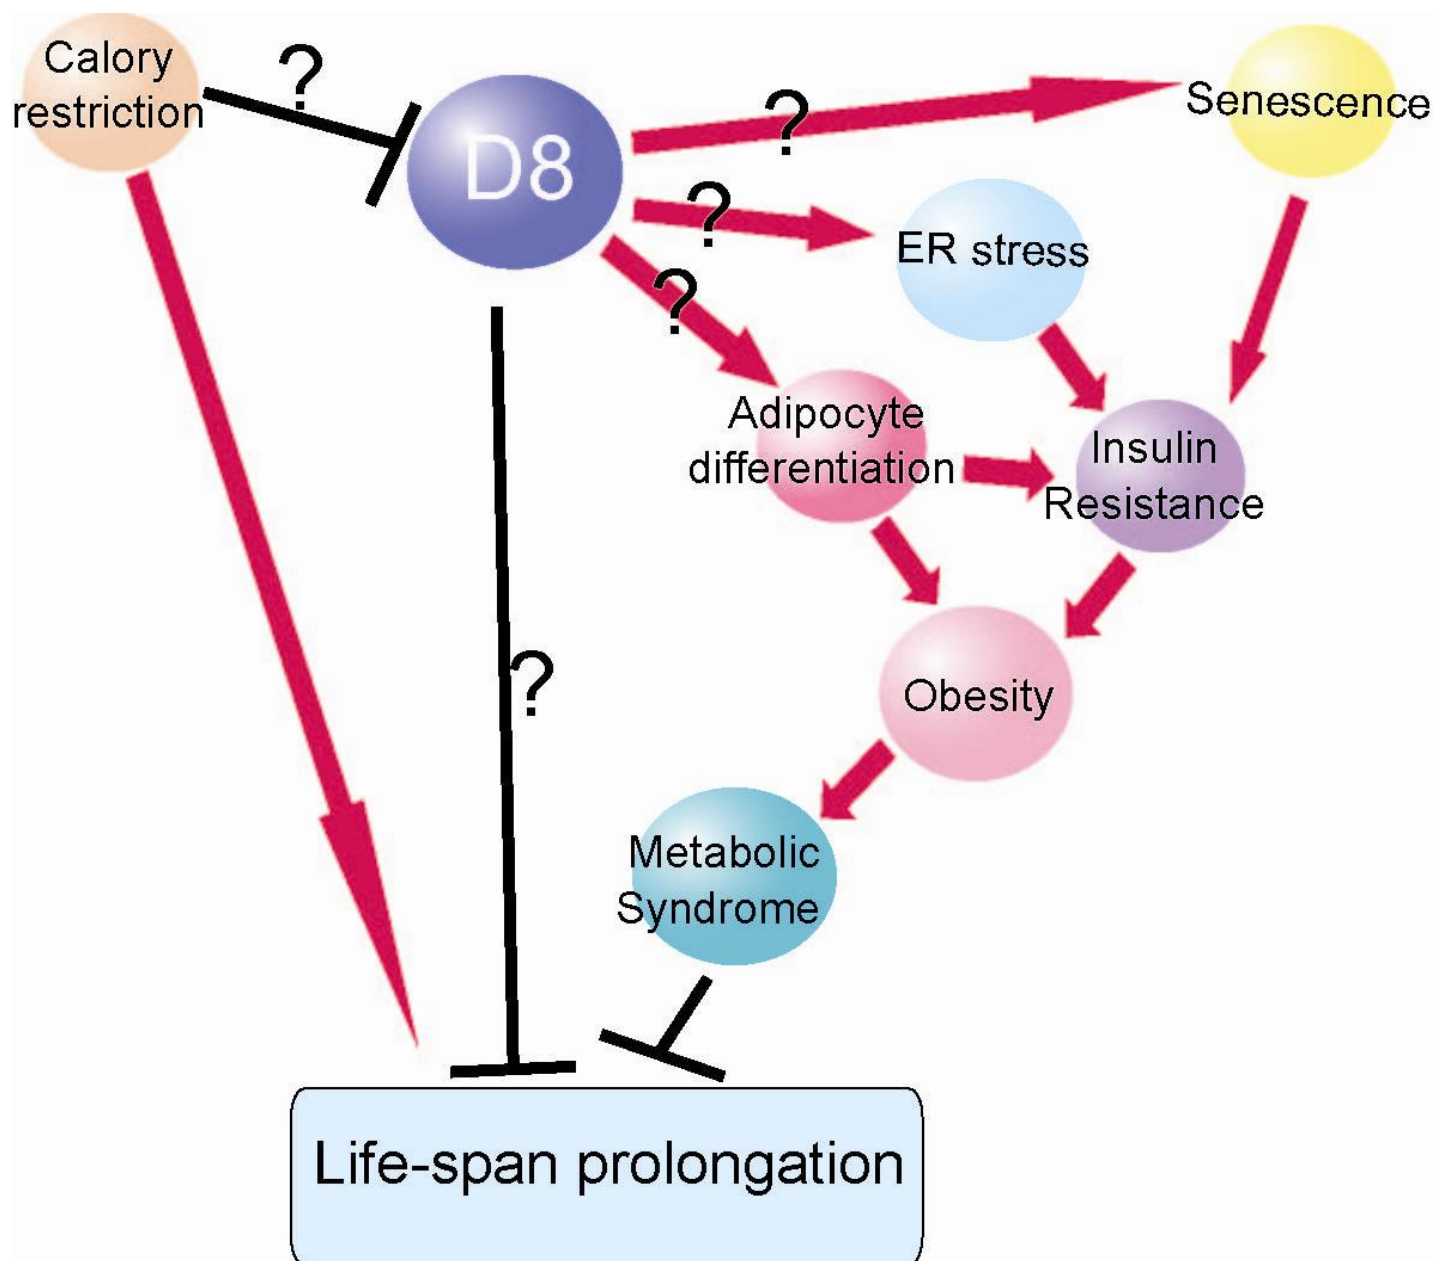 Calory
restriction
?
D8
?
Senescence
?
ER stress
?
Adipocyte
differentiation
Insulin
Resistance
?
Obesity
Metabolic
Syndrome
Life-span prolongation